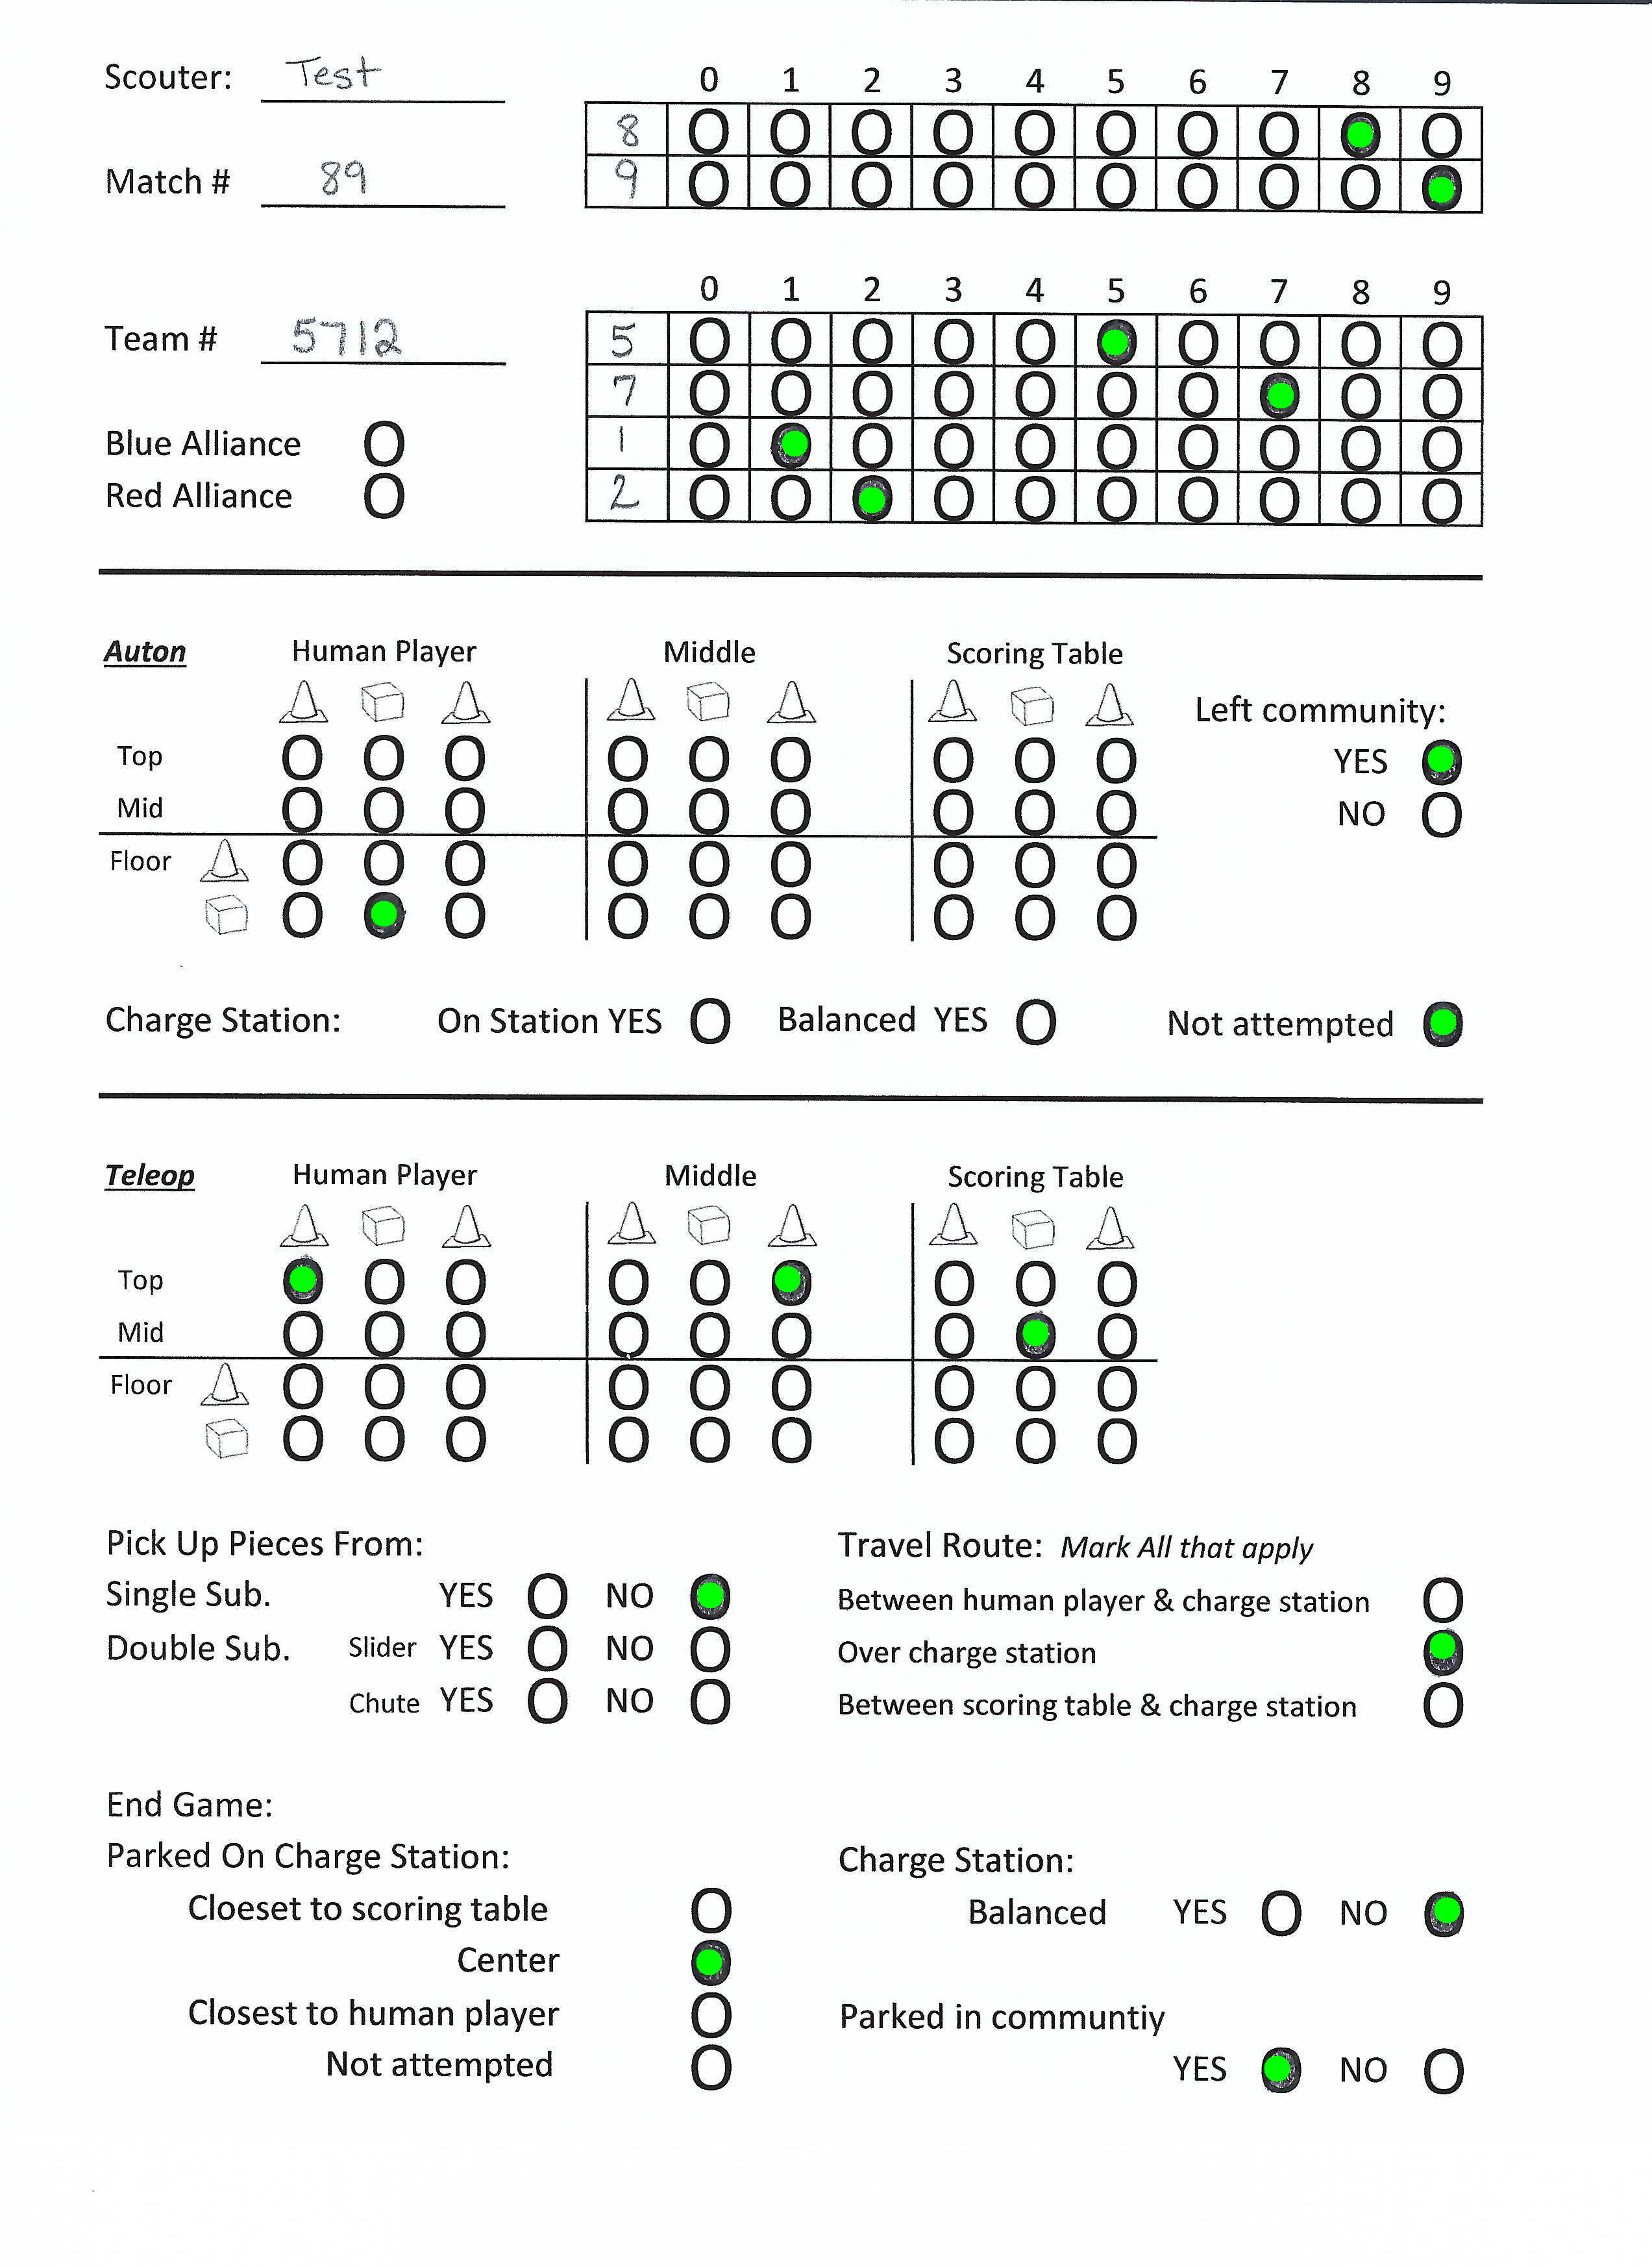 Scouter: Test
0 1 2 3 4 5 6 7 8 9
8 O O O O O O O O O
Match # 89
9 O O O O O O O O O
0 1 2 3 4 5 6 7 8 9
Team # 5712
5 O O O O O O O O O
7 O O O O O O O O O
Blue Alliance O
1 O O O O O O O O O
Red Alliance O
2 O O O O O O O O O
Auton Human Player Middle Scoring Table
Left community:
Top O O O O O O O O O YES
Mid O O O O O O O O O NO O
Floor O O O O O O O O O
O O O O O O O O
Charge Station: On Station YES O Balanced YES O Not attempted
Teleop Human Player Middle Scoring Table
Top O O O O O O O
Mid O O O O O O O O
Floor O O O O O O O O O
O O O O O O O O O
Pick Up Pieces From:
Single Sub. YES O NO
Double Sub. Slider YES O NO O
Chute YES O NO O
Travel Route: Mark All that apply
Between human player & charge station O
Over charge station
Between scoring table & charge station O
End Game:
Parked On Charge Station:
Cloeset to scoring table O
Center
Closest to human player O
Not attempted O
Charge Station:
Balanced YES O NO
Parked in communtiy
YES NO O